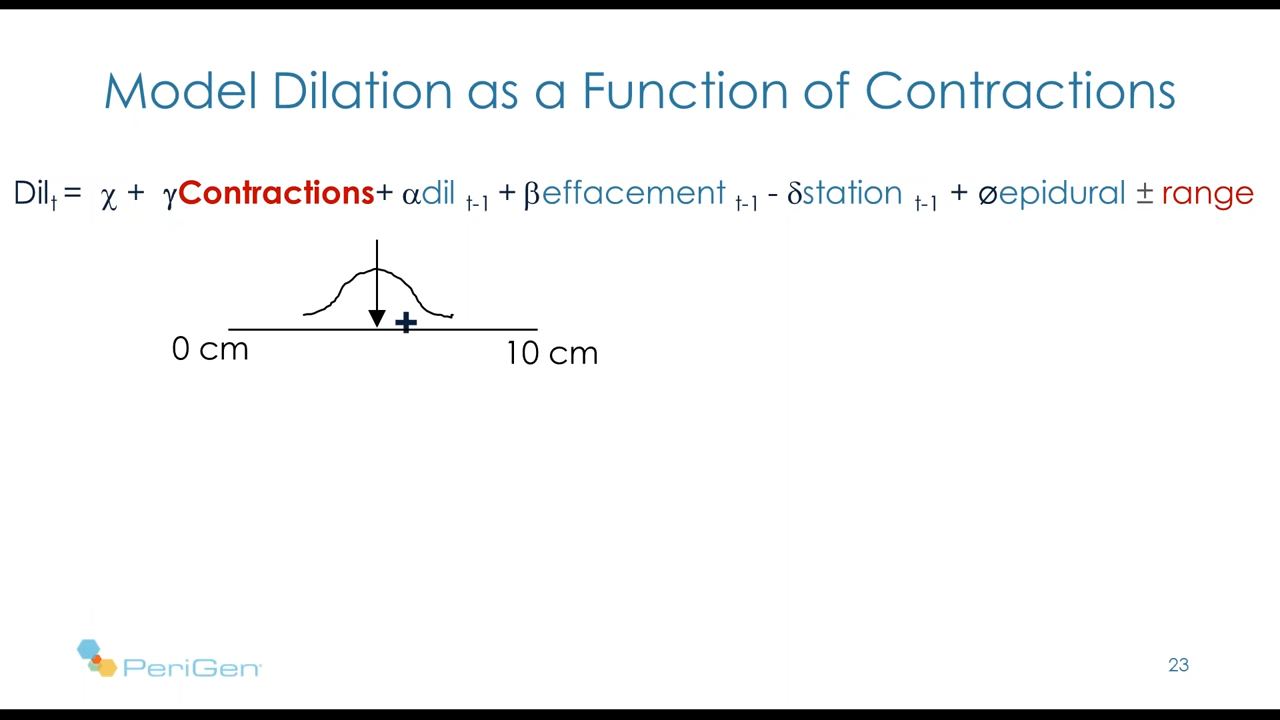 Model Dilation as a Function of Contractions
Dilt = χ + γContractions+ αdil t-1 + βeffacement t-1 - δstation t-1 + øepidural ± range
0 cm
10 cm
PeriGen
23